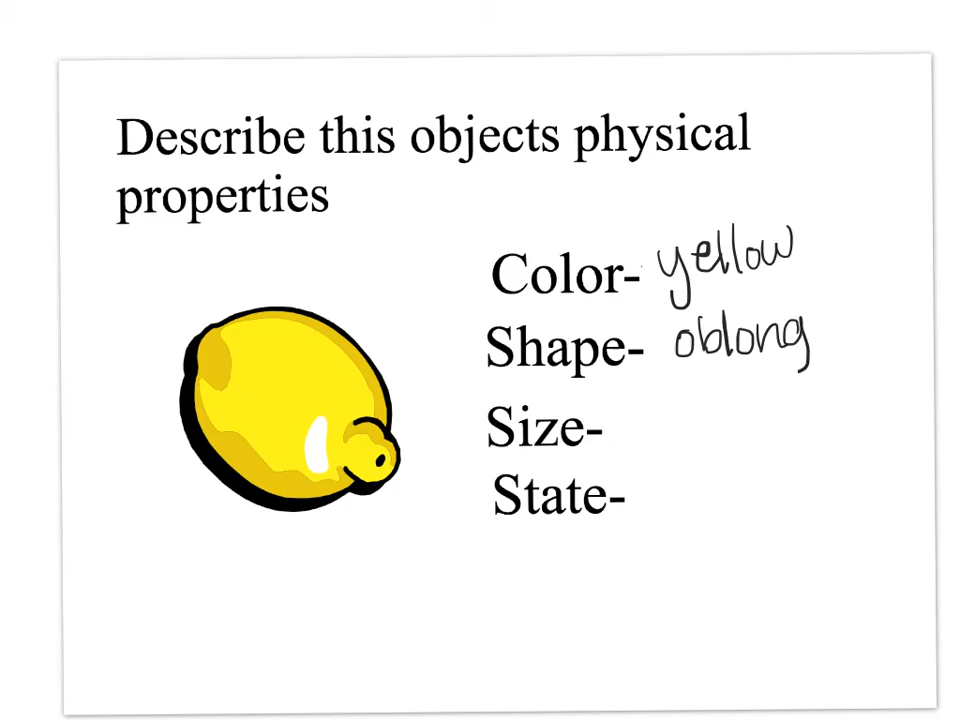 Describe this objects physical
properties
Color- yellow
Shape- oblong
Size-
State-